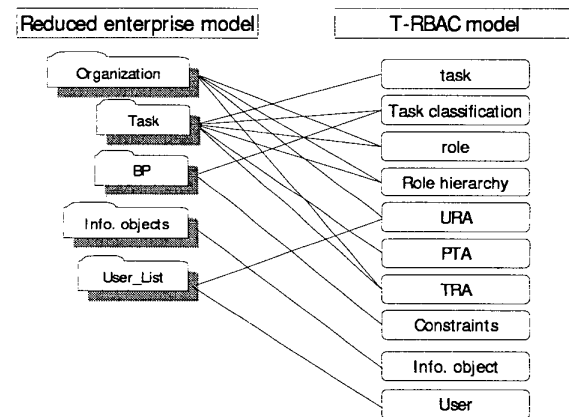 Reduced enterprise model
T-RBAC model
Organization
Task
BP
Info. objects
User_List
task
Task classification
role
Role hierarchy
URA
PTA
TRA
Constraints
Info. object
User